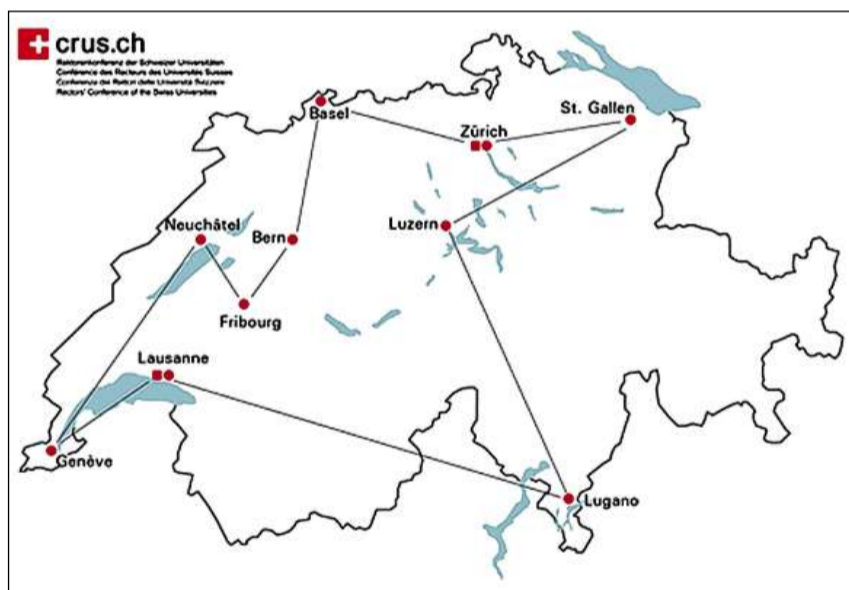 crus.ch
Rektorenkonferenz der Schweizer Universitäten
Conférence des Recteurs des Universités Suisses
Conferenza dei Rettori delle Università Svizzere
Rectors' Conference of the Swiss Universities
Basel
St. Gallen
Zürich
Neuchâtel
Bern
Luzern
Fribourg
Lausanne
Genève
Lugano